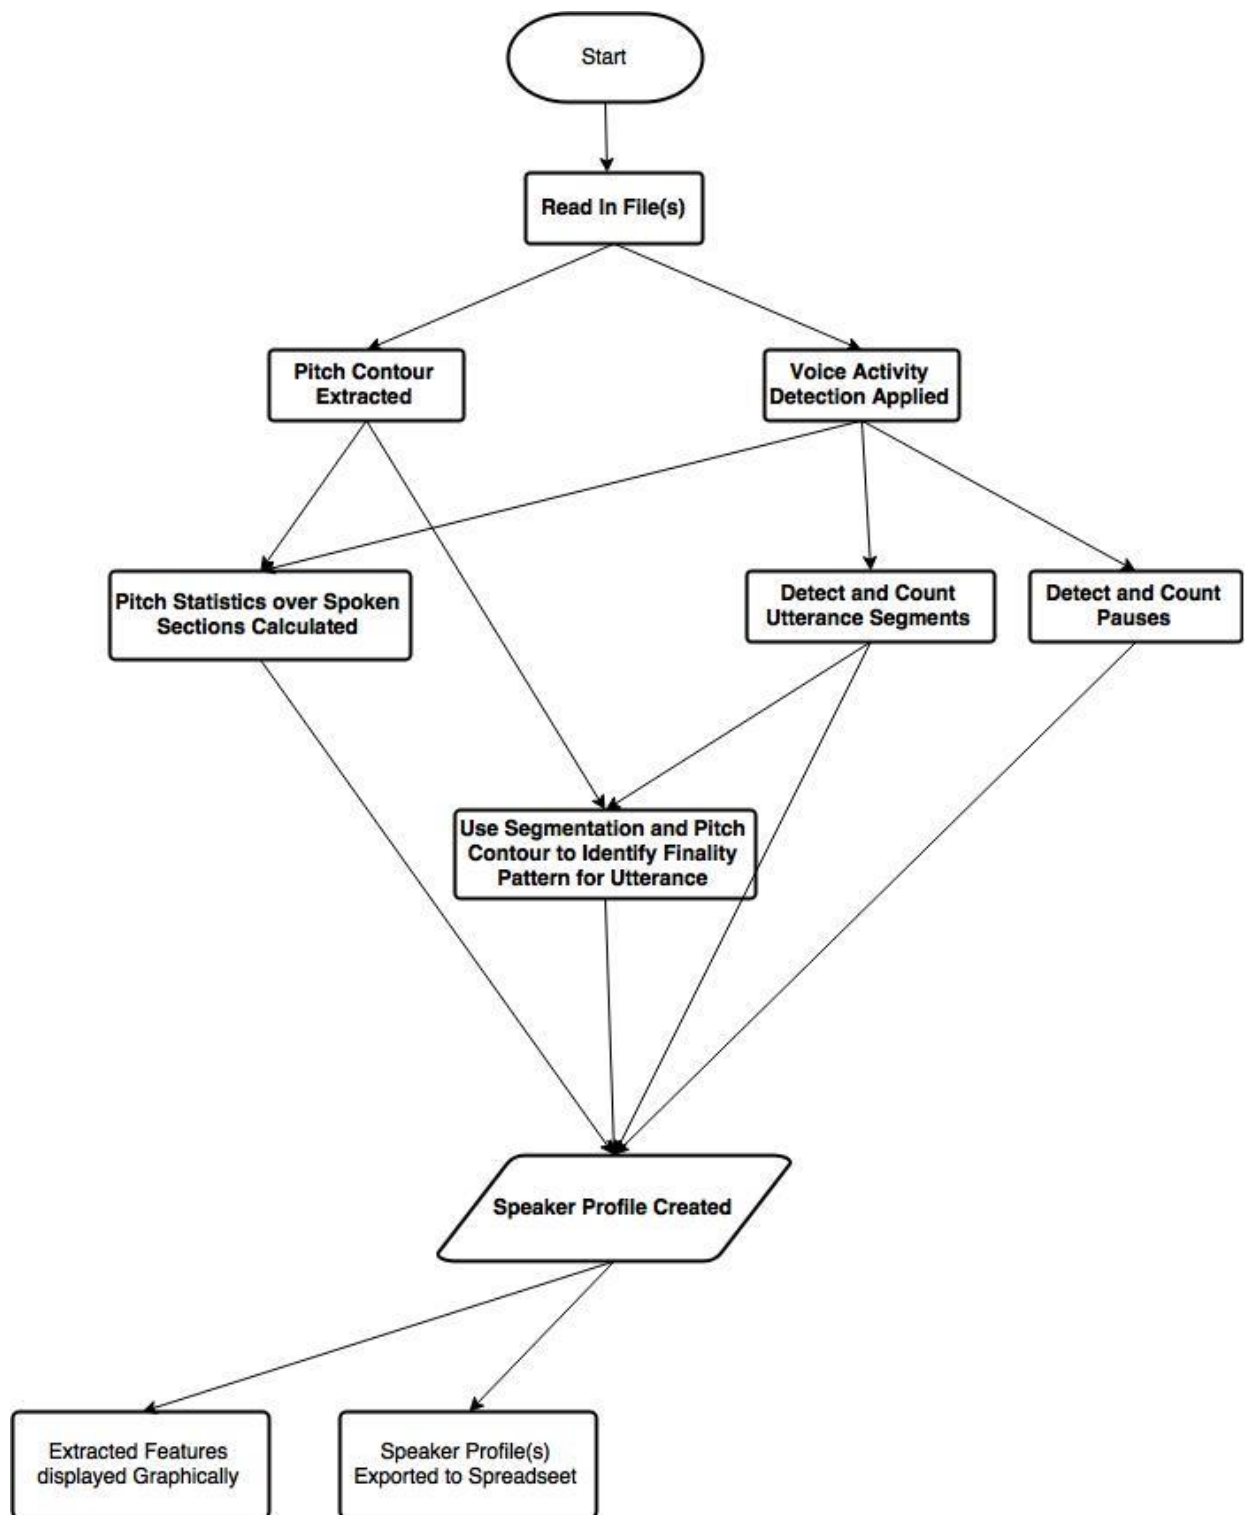 Start
Read In File(s)
Pitch Contour
Extracted
Voice Activity
Detection Applied
Pitch Statistics over Spoken
Sections Calculated
Detect and Count
Utterance Segments
Detect and Count
Pauses
Use Segmentation and Pitch
Contour to Identify Finality
Pattern for Utterance
Speaker Profile Created
Extracted Features
displayed Graphically
Speaker Profile(s)
Exported to Spreadseet